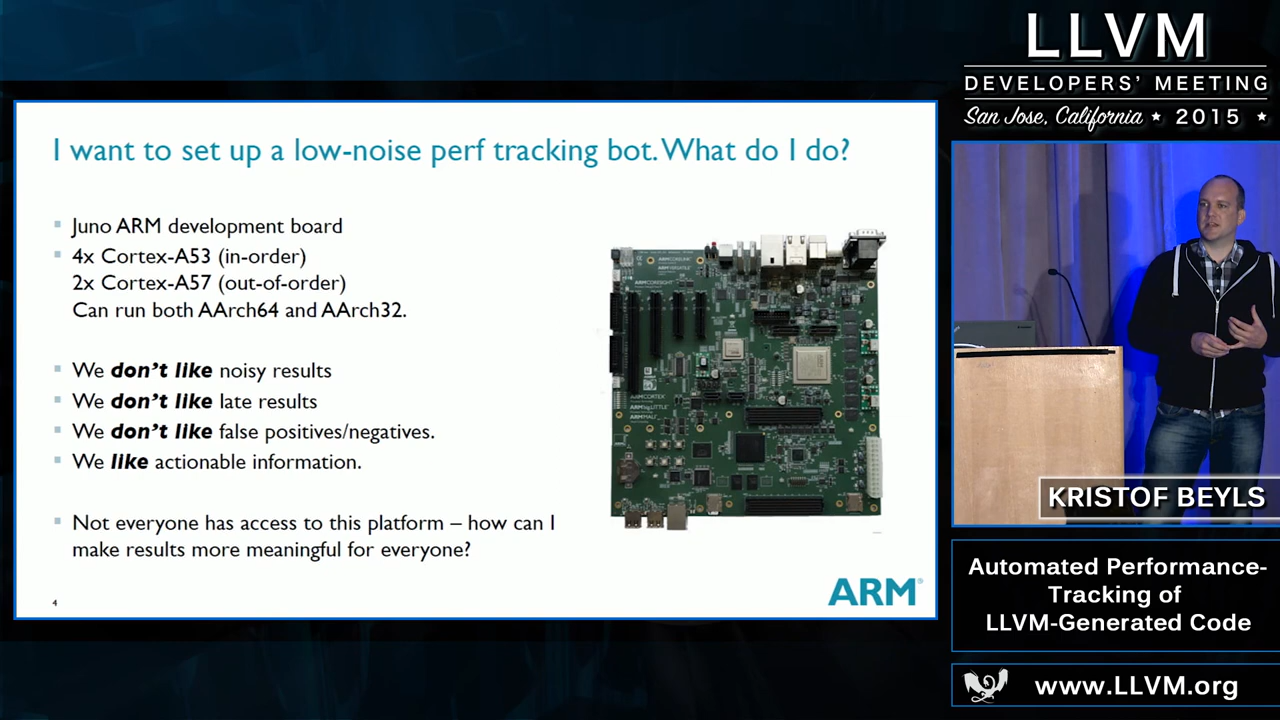 LLVM
DEVELOPERS' MEETING
San Jose, California ★ 2015 ★
I want to set up a low-noise perf tracking bot. What do I do?
Juno ARM development board
4x Cortex-A53 (in-order)
2x Cortex-A57 (out-of-order)
Can run both AArch64 and AArch32.
We don't like noisy results
We don't like late results
We don't like false positives/negatives.
We like actionable information.
Not everyone has access to this platform – how can I
make results more meaningful for everyone?
4
ARM®
KRISTOF BEYLS
Automated Performance-
Tracking of
LLVM-Generated Code
www.LLVM.org